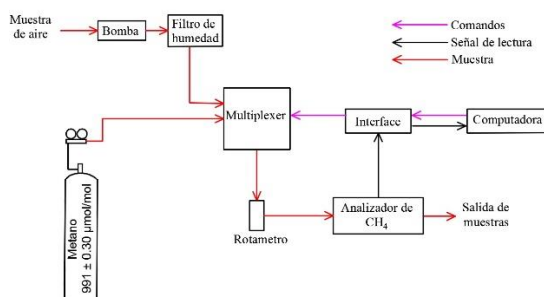 Muestra
de aire
Bomba
Filtro de
humedad
Comandos
Señal de lectura
Muestra
Multiplexer
Interface
Computadora
Metano
991 ± 0.30 µmol/mol
Rotametro
Analizador de
CH₄
Salida de
muestras